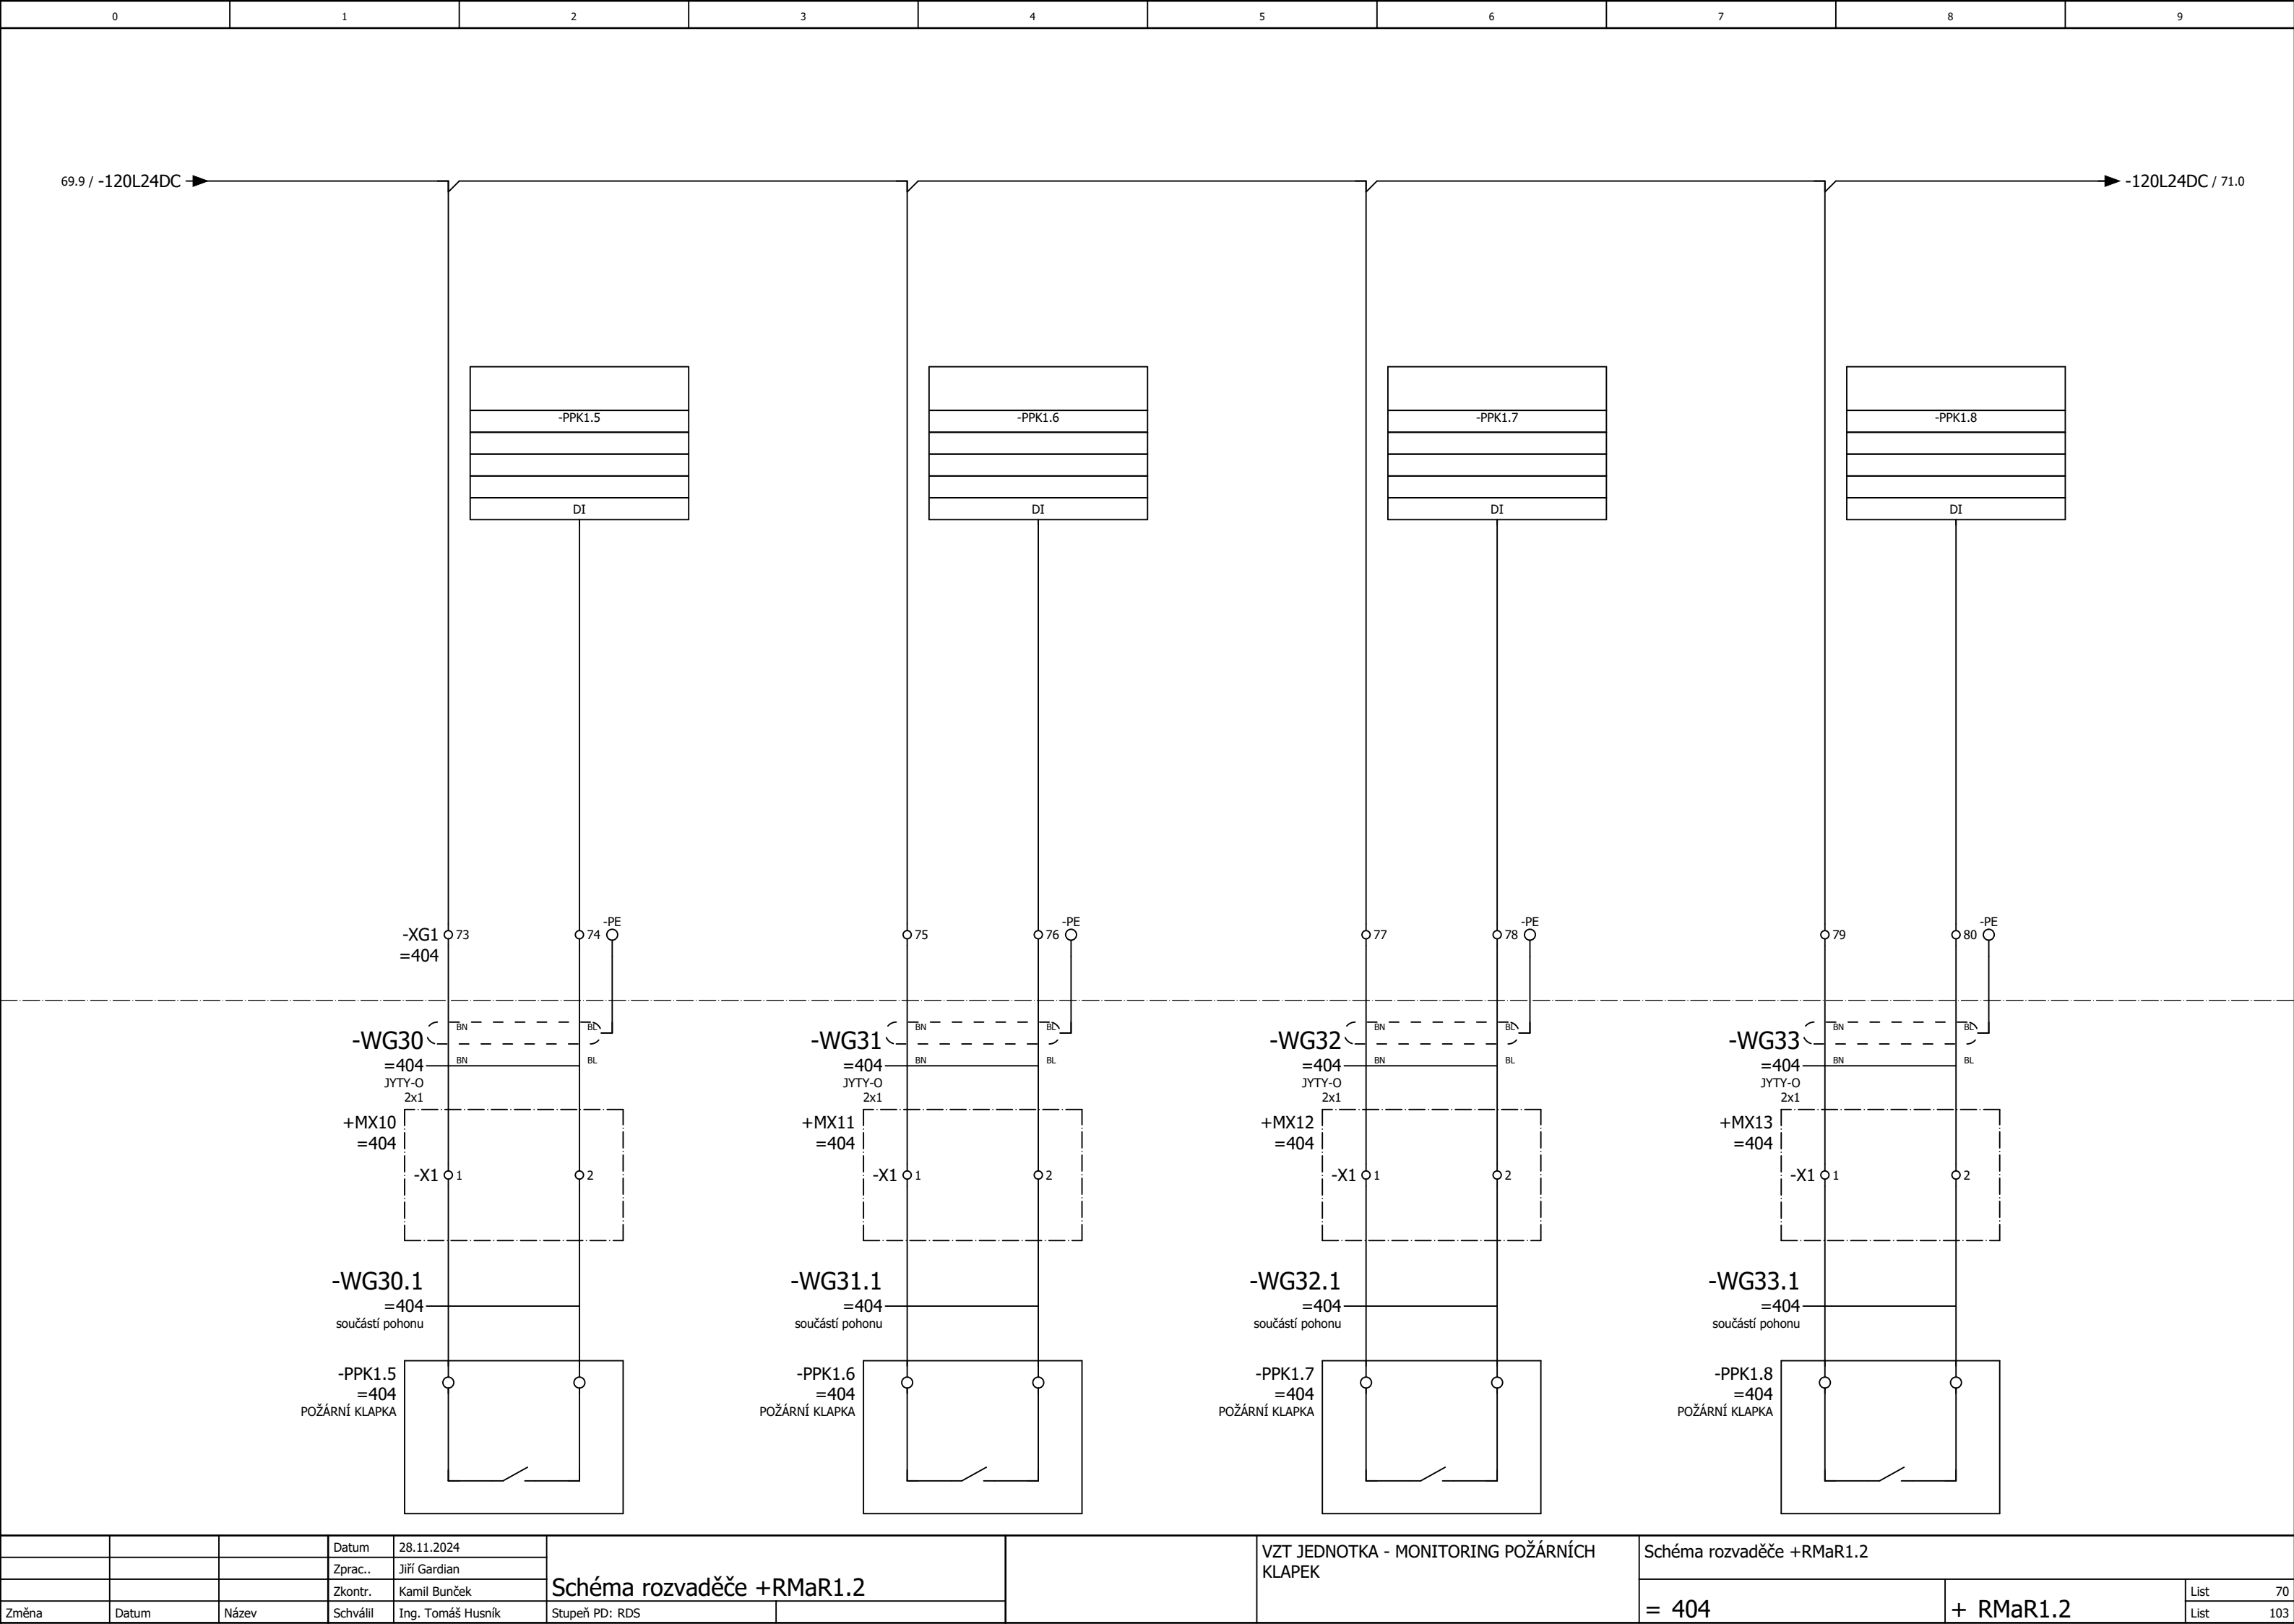 0 1 2 3 4 5 6 7 8 9
69.9 / -120L24DC -120L24DC / 71.0
-PPK1.5 -PPK1.6 -PPK1.7 -PPK1.8
DI DI DI DI
-PE -PE -PE -PE
-XG1 73 74 75 76 77 78 79 80
=404
BN BL BN BL BN BL BN BL
-WG30 -WG31 -WG32 -WG33
=404 BN BL =404 BN BL =404 BN BL =404 BN BL
JYTY-O JYTY-O JYTY-O JYTY-O
2x1 2x1 2x1 2x1
+MX10 +MX11 +MX12 +MX13
=404 =404 =404 =404
-X1 1 2 -X1 1 2 -X1 1 2 -X1 1 2
-WG30.1 -WG31.1 -WG32.1 -WG33.1
=404 =404 =404 =404
součástí pohonu součástí pohonu součástí pohonu součástí pohonu
-PPK1.5 -PPK1.6 -PPK1.7 -PPK1.8
=404 =404 =404 =404
POŽÁRNÍ KLAPKA POŽÁRNÍ KLAPKA POŽÁRNÍ KLAPKA POŽÁRNÍ KLAPKA
Datum 28.11.2024
Zprac.. Jiří Gardian
Zkontr. Kamil Bunček
Změna Datum Název Schválil Ing. Tomáš Husník
Schéma rozvaděče +RMaR1.2
Stupeň PD: RDS
VZT JEDNOTKA - MONITORING POŽÁRNÍCH
KLAPEK
Schéma rozvaděče +RMaR1.2
= 404 + RMaR1.2
List 70
List 103